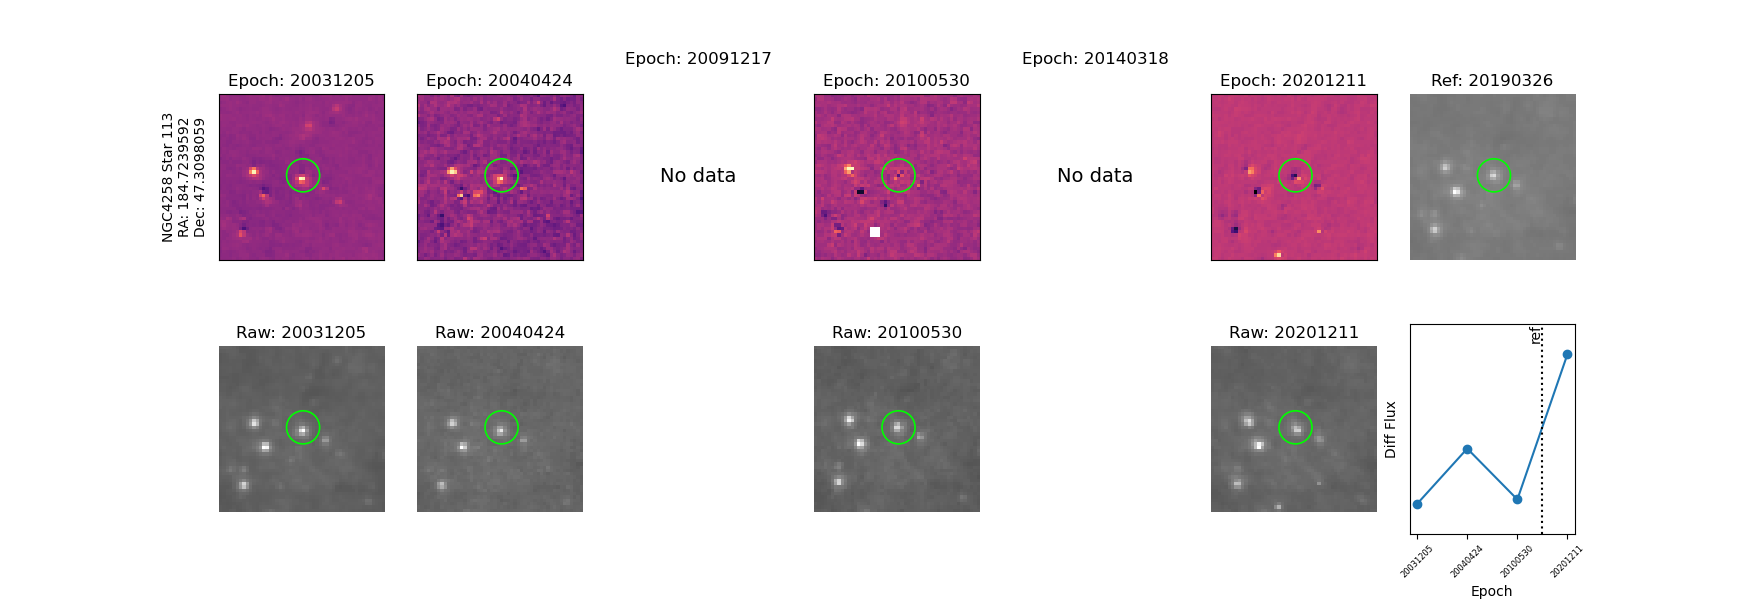 NGC4258 Star 113
RA: 184.7239592
Dec: 47.3098059
Epoch: 20031205
Epoch: 20040424
Epoch: 20091217
No data
Epoch: 20100530
Epoch: 20140318
No data
Epoch: 20201211
Ref: 20190326
Raw: 20031205
Raw: 20040424
Raw: 20100530
Raw: 20201211
ref
Diff Flux
20031205
20040424
20100530
20201211
Epoch